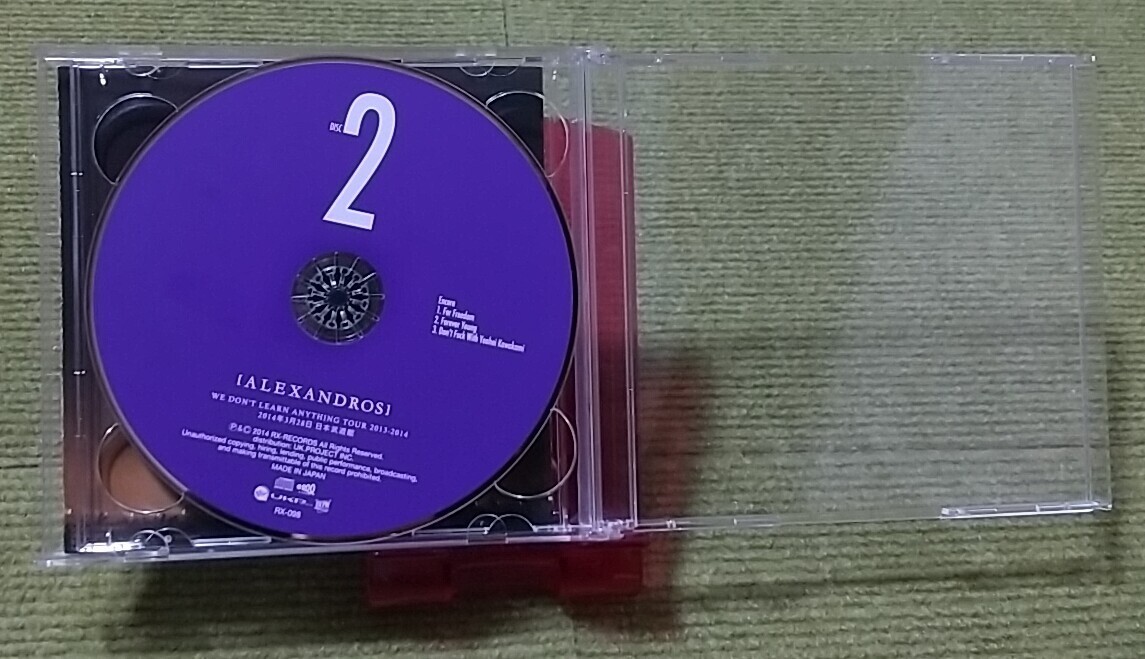 DISC 2
Encore
1. For Freedom
2. Forever Young
3. Don't Fuck With Yoohei Kawakami
[ALEXANDROS]
WE DON'T LEARN ANYTHING TOUR 2013-2014
2014年3月28日 日本武道館
Ⓟ&© 2014 RX-RECORDS All Rights Reserved.
distribution: UK.PROJECT INC.
Unauthorized copying, hiring, lending, public performance, broadcasting,
and making transmittable of this record prohibited.
MADE IN JAPAN
RX-098